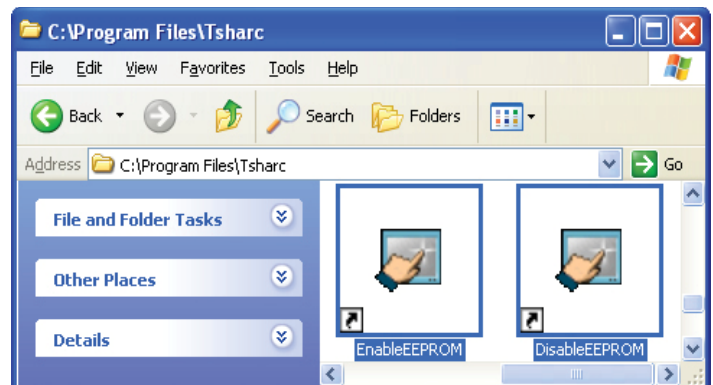 C:\Program Files\Tsharc
File Edit View Favorites Tools Help
Back Search Folders
Address C:\Program Files\Tsharc Go
File and Folder Tasks
Other Places
Details
EnableEEPROM DisableEEPROM